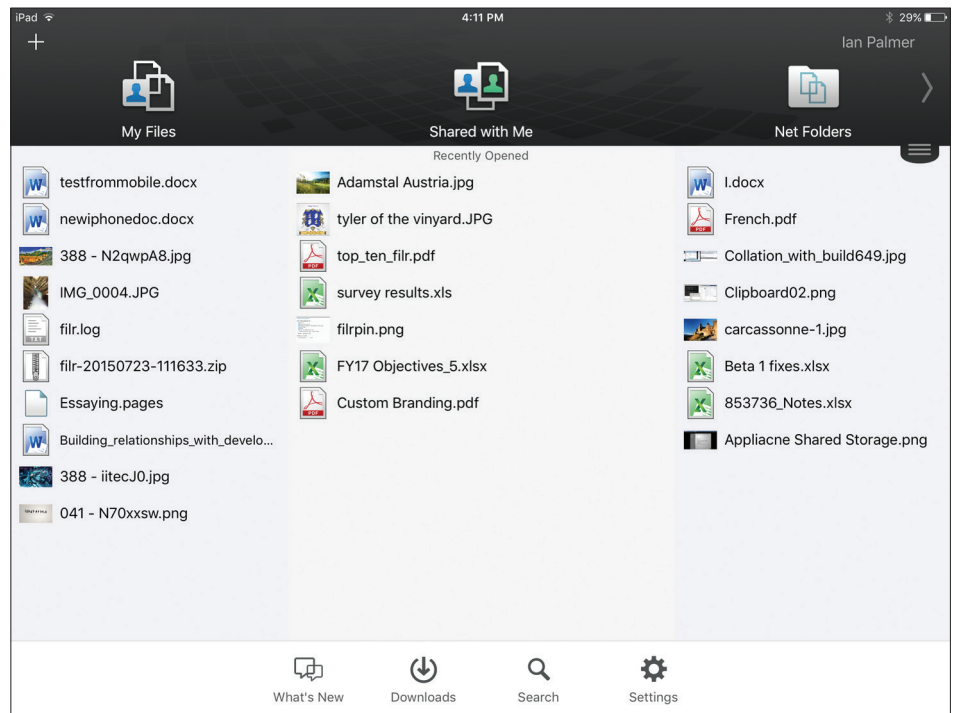 iPad 4:11 PM 29%
Ian Palmer
My Files Shared with Me Net Folders
Recently Opened
testfrommobile.docx
newiphonedoc.docx
388 - N2qwpA8.jpg
IMG_0004.JPG
filr.log
filr-20150723-111633.zip
Essaying.pages
Building_relationships_with_develo...
388 - iitecJ0.jpg
041 - N70xxsw.png
Adamstal Austria.jpg
tyler of the vinyard.JPG
top_ten_filr.pdf
survey results.xls
filrpin.png
FY17 Objectives_5.xlsx
Custom Branding.pdf
I.docx
French.pdf
Collation_with_build649.jpg
Clipboard02.png
carcassonne-1.jpg
Beta 1 fixes.xlsx
853736_Notes.xlsx
Appliacne Shared Storage.png
What's New Downloads Search Settings